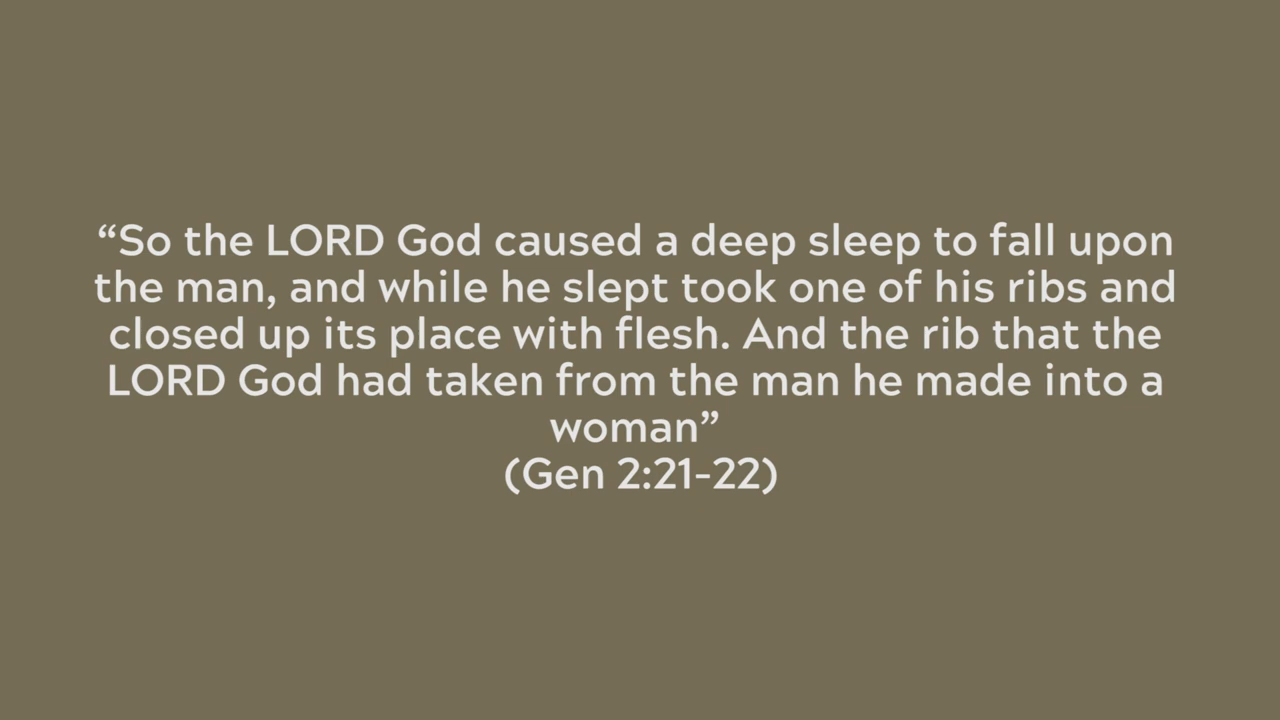 “So the LORD God caused a deep sleep to fall upon
the man, and while he slept took one of his ribs and
closed up its place with flesh. And the rib that the
LORD God had taken from the man he made into a
woman”
(Gen 2:21–22)